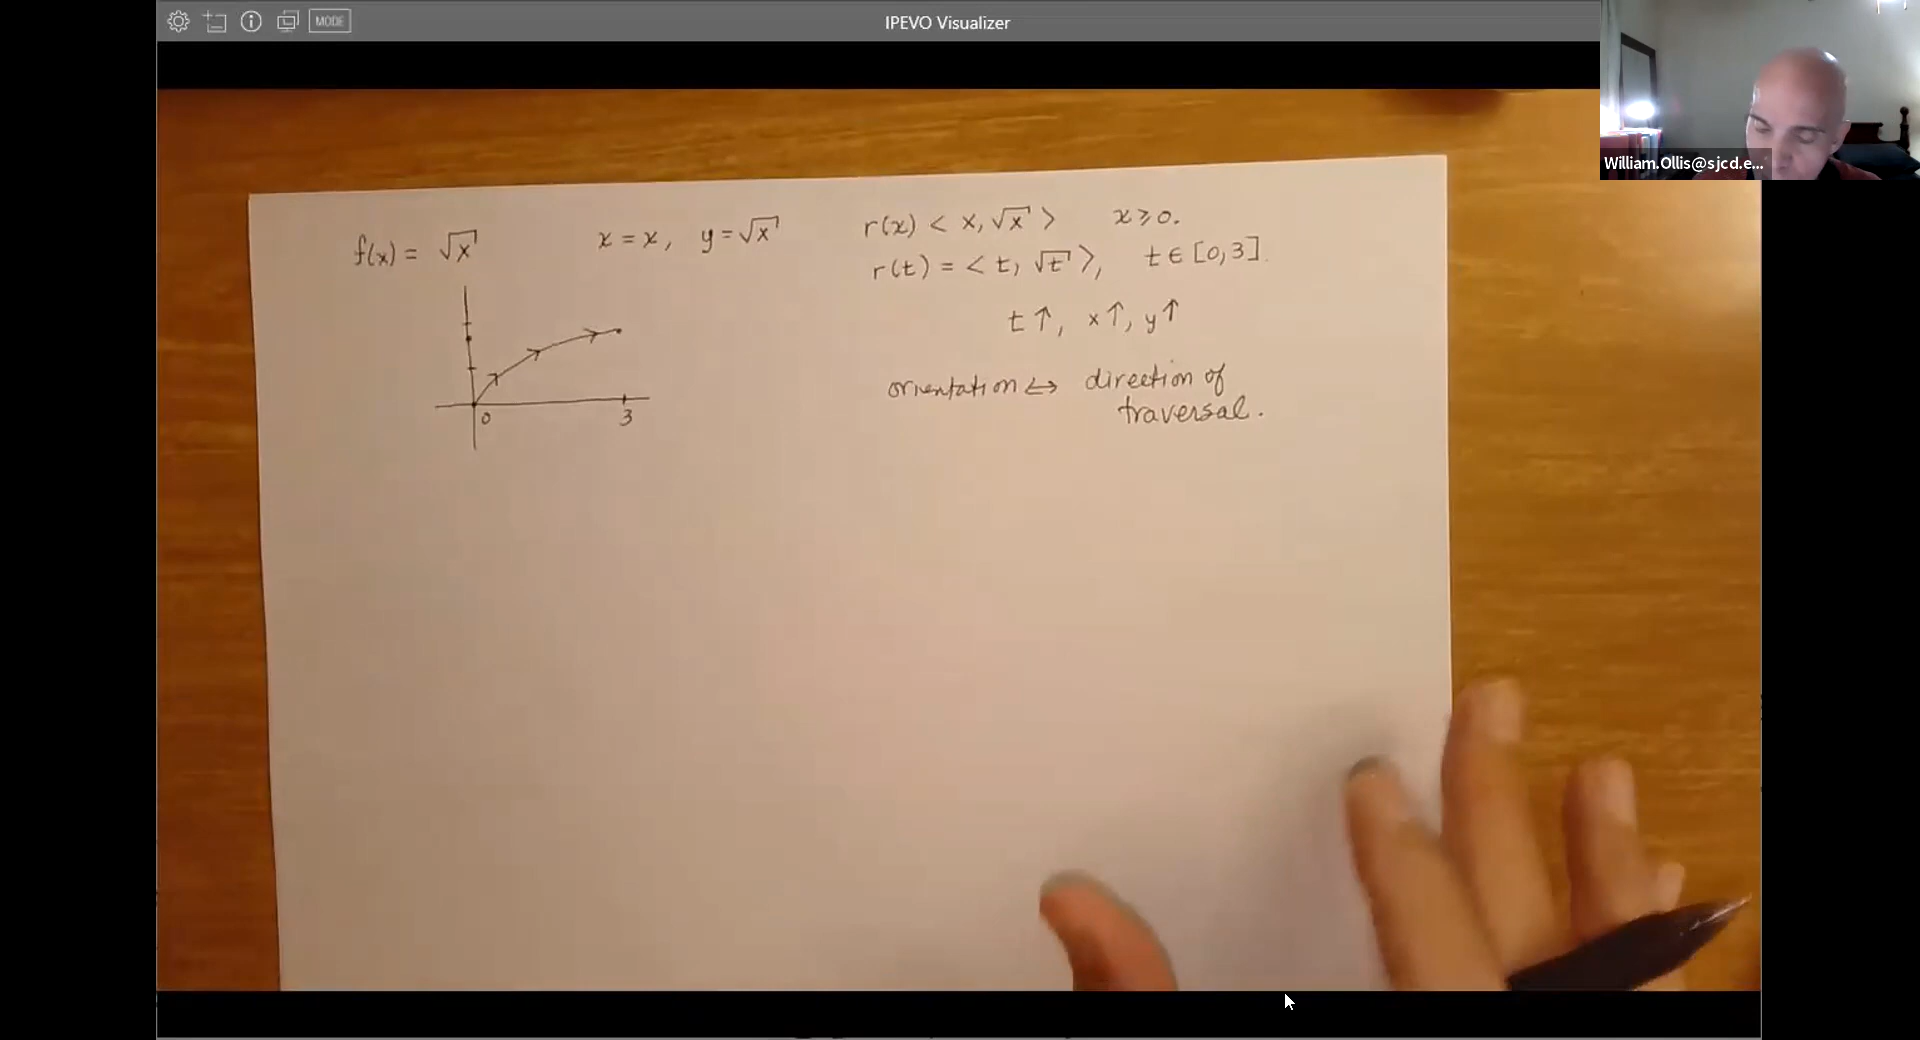 MODE
IPEVO Visualizer
William.Ollis@sjcd.e...
f(x) = √x
x = x, y = √x
r(x) < x, √x > x ≥ 0.
r(t) = < t, √t >, t ∈ [0, 3].
t↑, x↑, y↑
orientation ⇔ direction of
traversal.
0
3